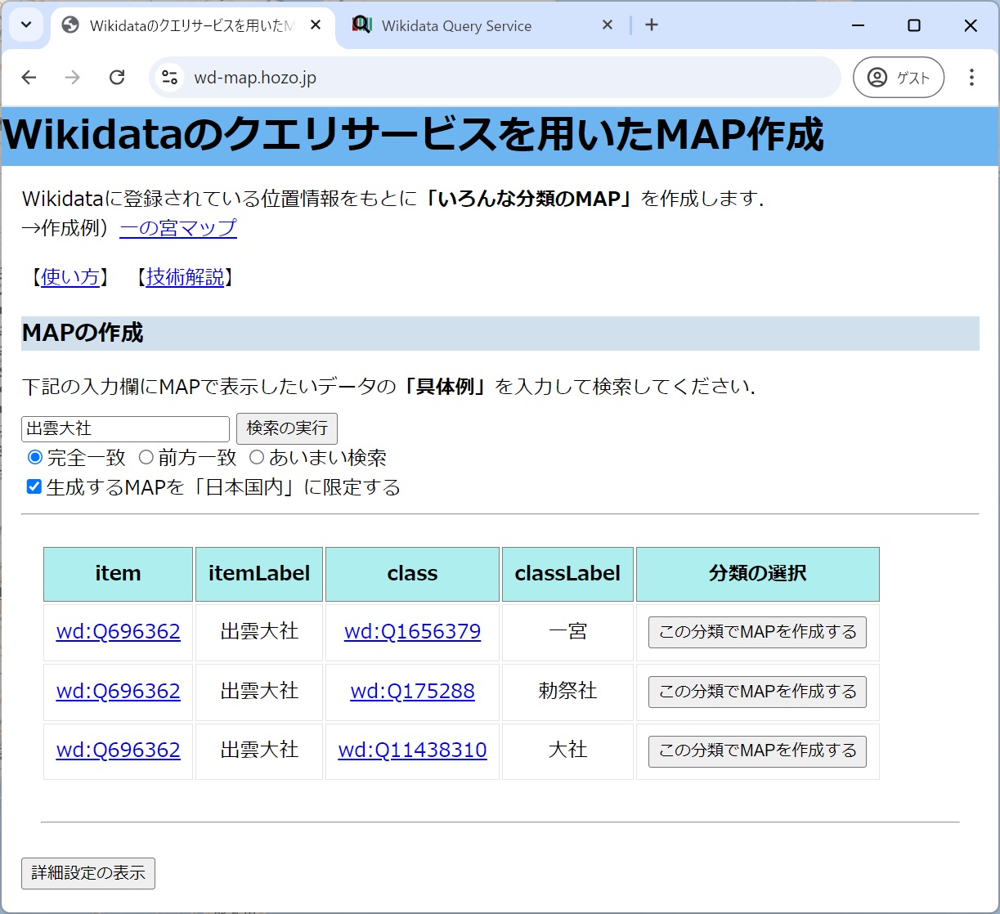 Wikidataのクエリサービスを用いたM
Wikidata Query Service
wd-map.hozo.jp
ゲスト
Wikidataのクエリサービスを用いたMAP作成
Wikidataに登録されている位置情報をもとに「いろんな分類のMAP」を作成します.
→作成例）一の宮マップ
【使い方】 【技術解説】
MAPの作成
下記の入力欄にMAPで表示したいデータの「具体例」を入力して検索してください.
出雲大社 検索の実行
完全一致 前方一致 あいまい検索
生成するMAPを「日本国内」に限定する
item itemLabel class classLabel 分類の選択
wd:Q696362 出雲大社 wd:Q1656379 一宮 この分類でMAPを作成する
wd:Q696362 出雲大社 wd:Q175288 勅祭社 この分類でMAPを作成する
wd:Q696362 出雲大社 wd:Q11438310 大社 この分類でMAPを作成する
詳細設定の表示